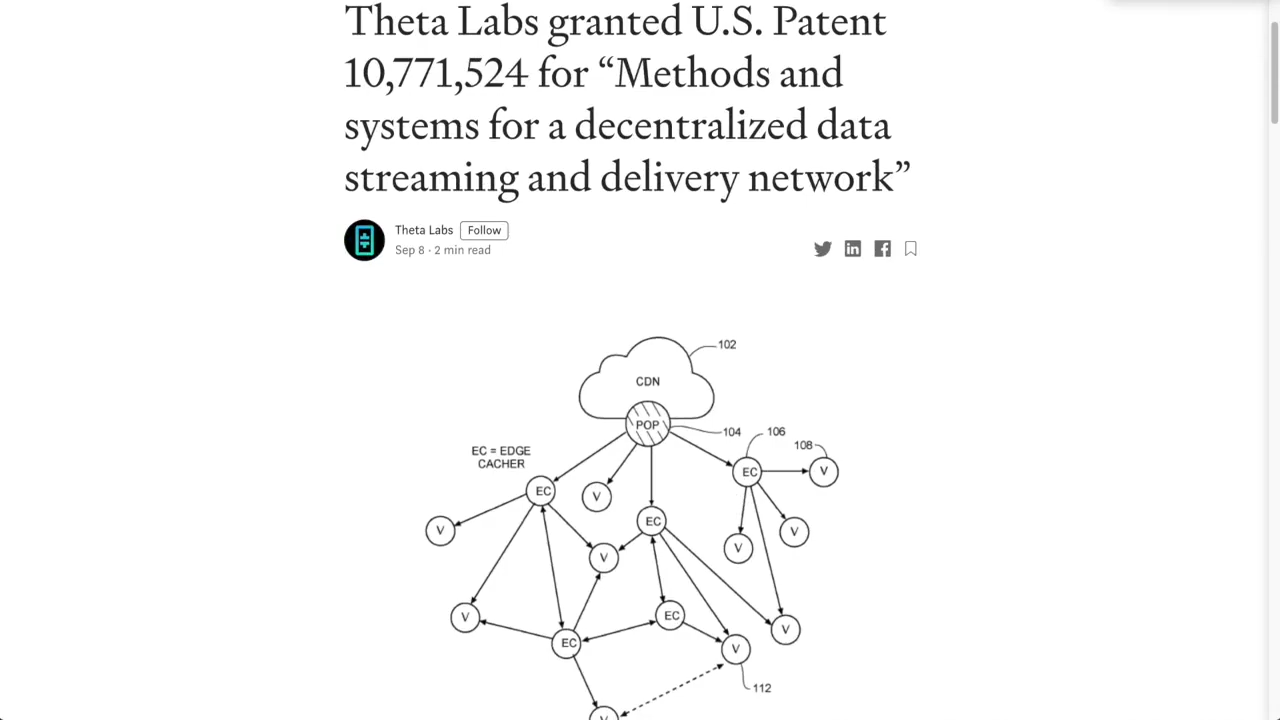 Theta Labs granted U.S. Patent
10,771,524 for “Methods and
systems for a decentralized data
streaming and delivery network”
Theta Labs Follow
Sep 8 · 2 min read
102
CDN
POP
104
106
108
EC = EDGE
CACHER
EC
V
EC
V
EC
V
EC
V
V
V
V
V
EC
V
EC
V
112
V